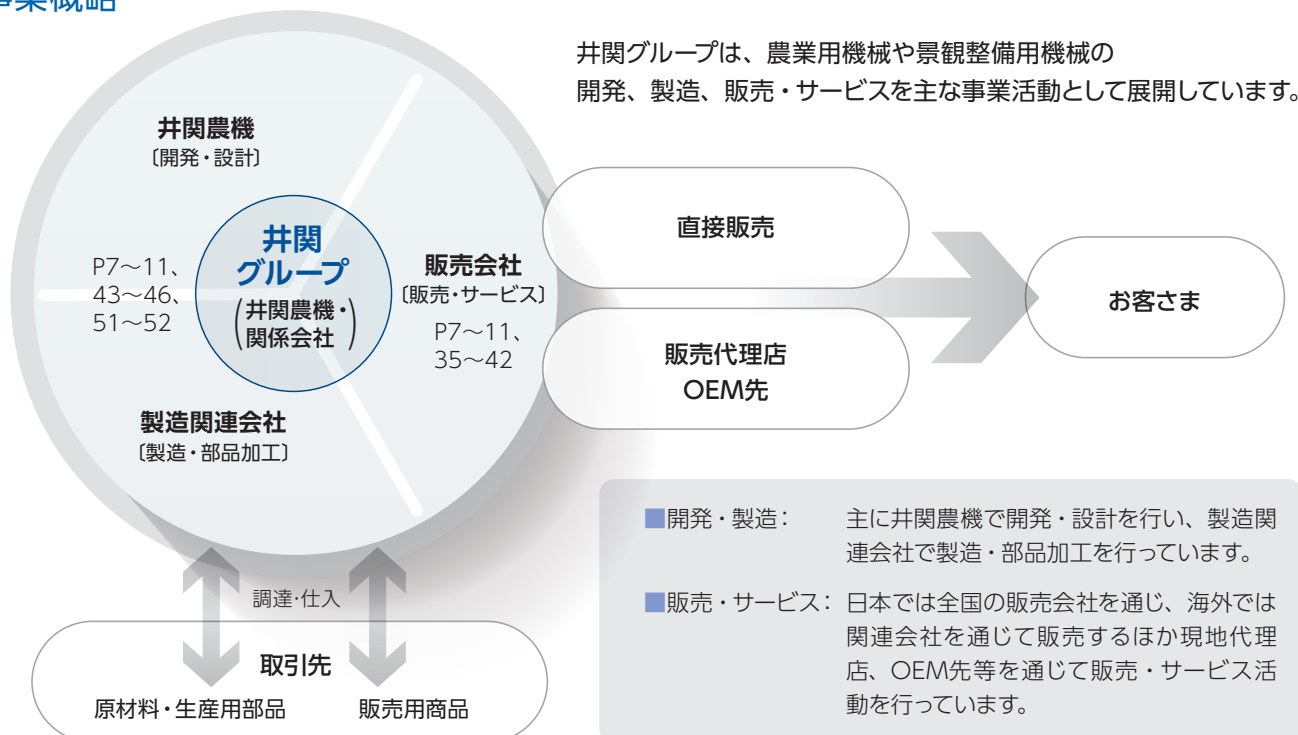 事業概略
井関グループは、農業用機械や景観整備用機械の
開発、製造、販売・サービスを主な事業活動として展開しています。
井関農機
〔開発・設計〕
P7〜11、
43〜46、
51〜52
井関
グループ
(井関農機・
関係会社)
販売会社
〔販売・サービス〕
P7〜11、
35〜42
製造関連会社
〔製造・部品加工〕
直接販売
販売代理店
OEM先
お客さま
調達・仕入
取引先
原材料・生産用部品
販売用商品
■開発・製造： 主に井関農機で開発・設計を行い、製造関
連会社で製造・部品加工を行っています。
■販売・サービス： 日本では全国の販売会社を通じ、海外では
関連会社を通じて販売するほか現地代理
店、OEM先等を通じて販売・サービス活
動を行っています。